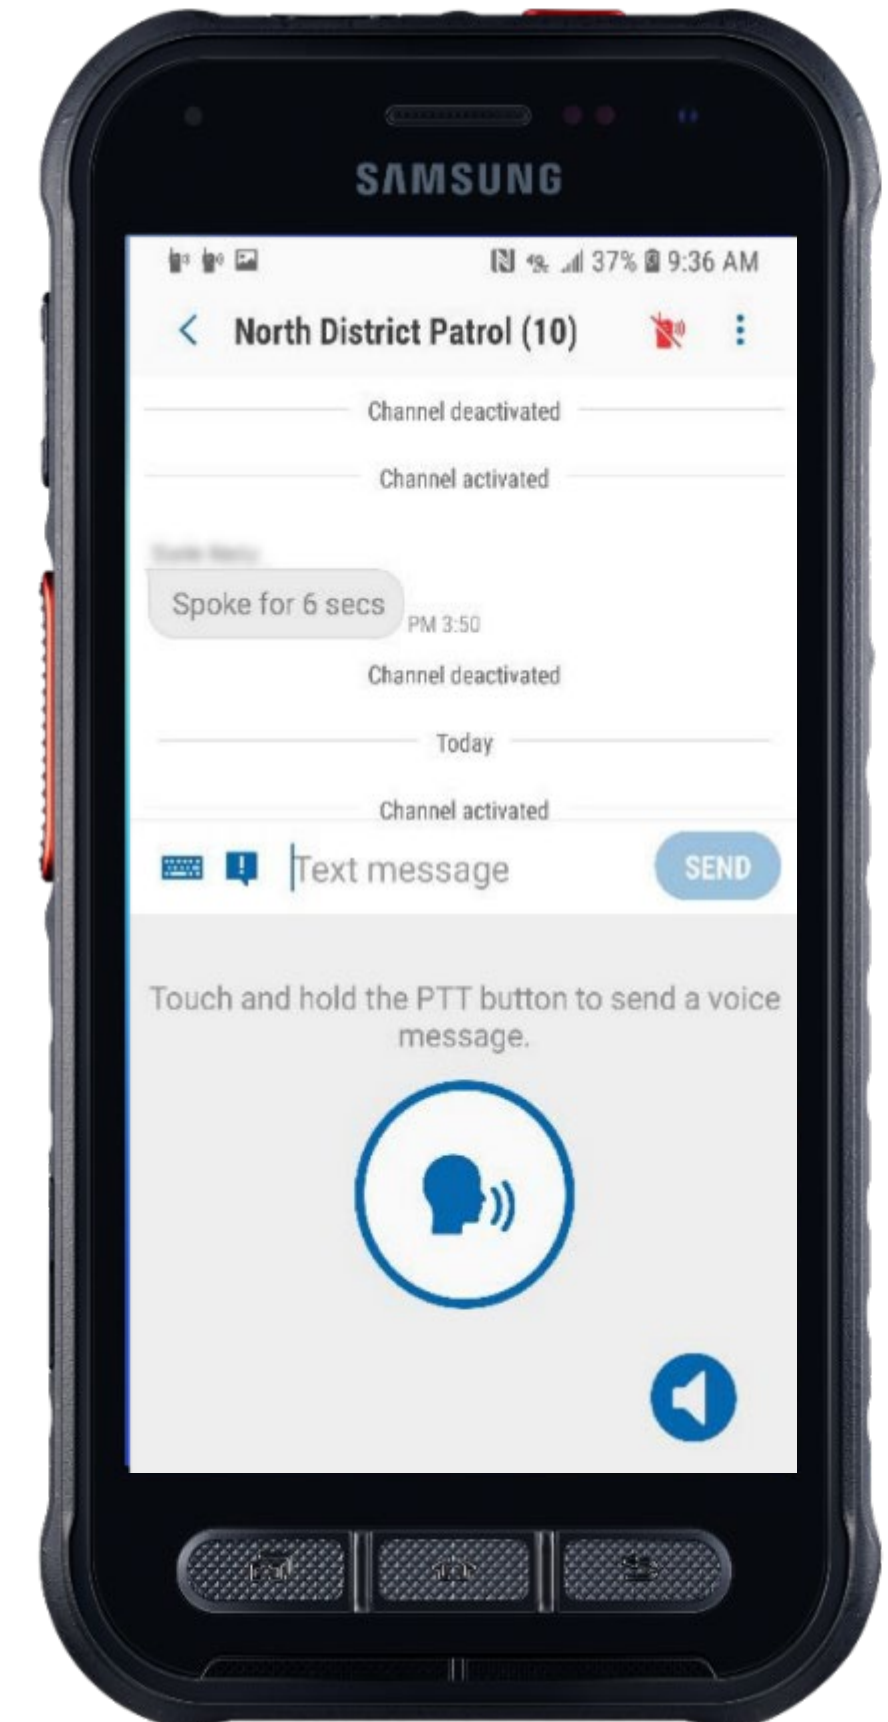 SAMSUNG
37% 9:36 AM
North District Patrol (10)
Channel deactivated
Channel activated
Spoke for 6 secs
PM 3:50
Channel deactivated
Today
Channel activated
Text message
SEND
Touch and hold the PTT button to send a voice
message.